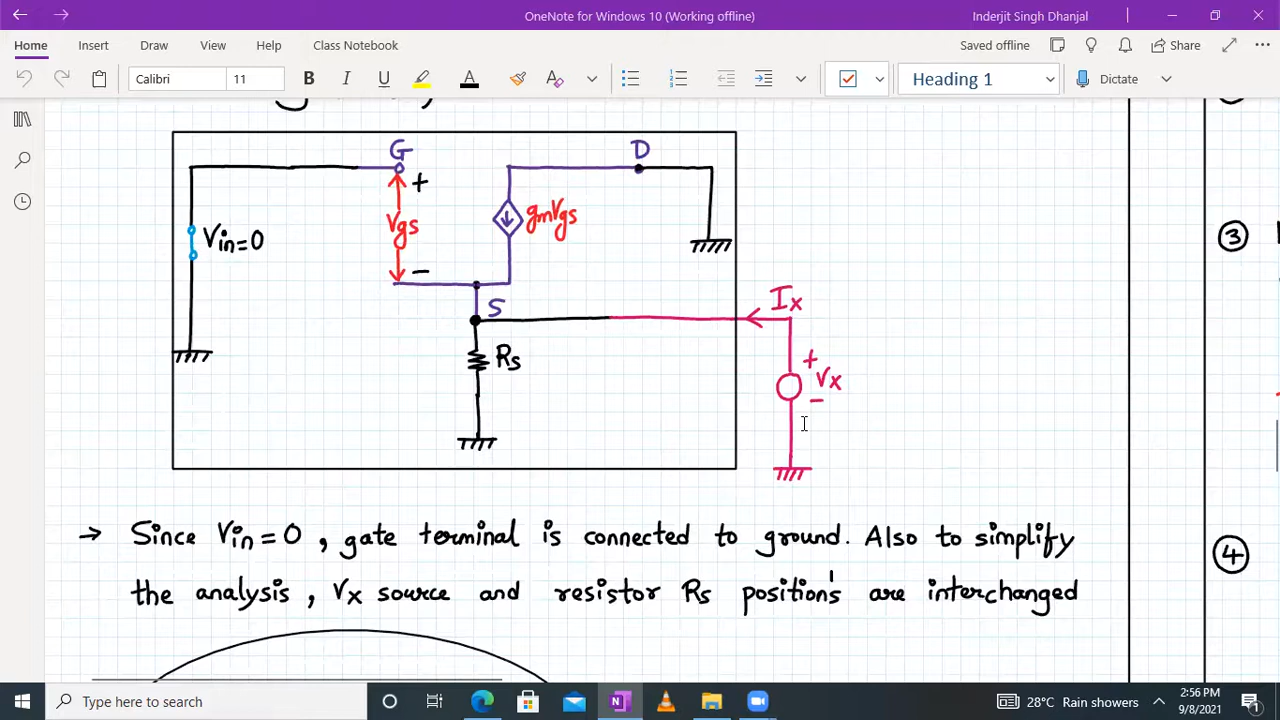 OneNote for Windows 10 (Working offline)
Inderjit Singh Dhanjal
Home Insert Draw View Help Class Notebook
Saved offline
Share
Calibri 11 B I U A Heading 1 Dictate
G
D
+
Vgs
gmVgs
Vin=0
−
S
Ix
Rs
+
Vx
−
3
→ Since Vin=0, gate terminal is connected to ground. Also to simplify
the analysis, Vx source and resistor Rs position's are interchanged
4
Type here to search
28°C Rain showers
2:56 PM
9/8/2021
1